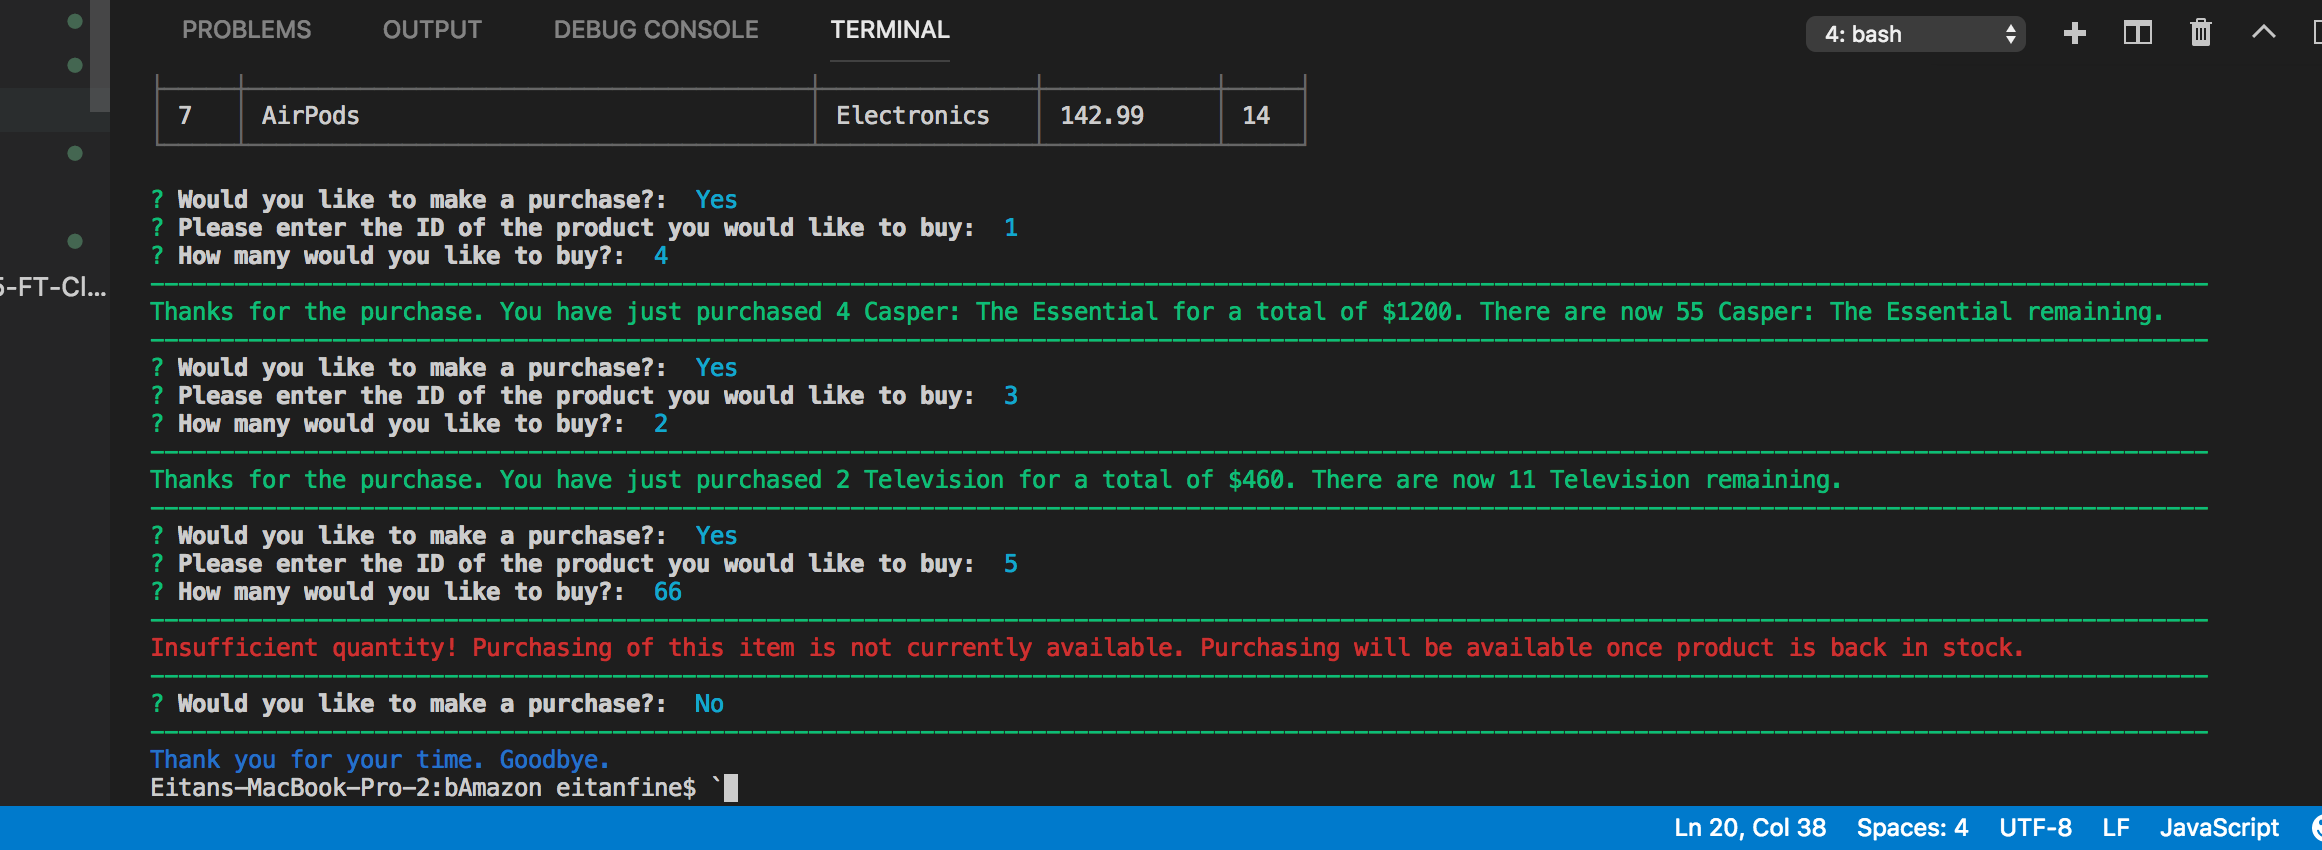 PROBLEMS OUTPUT DEBUG CONSOLE TERMINAL 4: bash
7 AirPods Electronics 142.99 14
? Would you like to make a purchase?: Yes
? Please enter the ID of the product you would like to buy: 1
? How many would you like to buy?: 4
5-FT-Cl...
Thanks for the purchase. You have just purchased 4 Casper: The Essential for a total of $1200. There are now 55 Casper: The Essential remaining.
? Would you like to make a purchase?: Yes
? Please enter the ID of the product you would like to buy: 3
? How many would you like to buy?: 2
Thanks for the purchase. You have just purchased 2 Television for a total of $460. There are now 11 Television remaining.
? Would you like to make a purchase?: Yes
? Please enter the ID of the product you would like to buy: 5
? How many would you like to buy?: 66
Insufficient quantity! Purchasing of this item is not currently available. Purchasing will be available once product is back in stock.
? Would you like to make a purchase?: No
Thank you for your time. Goodbye.
Eitans-MacBook-Pro-2:bAmazon eitanfine$ `
Ln 20, Col 38 Spaces: 4 UTF-8 LF JavaScript